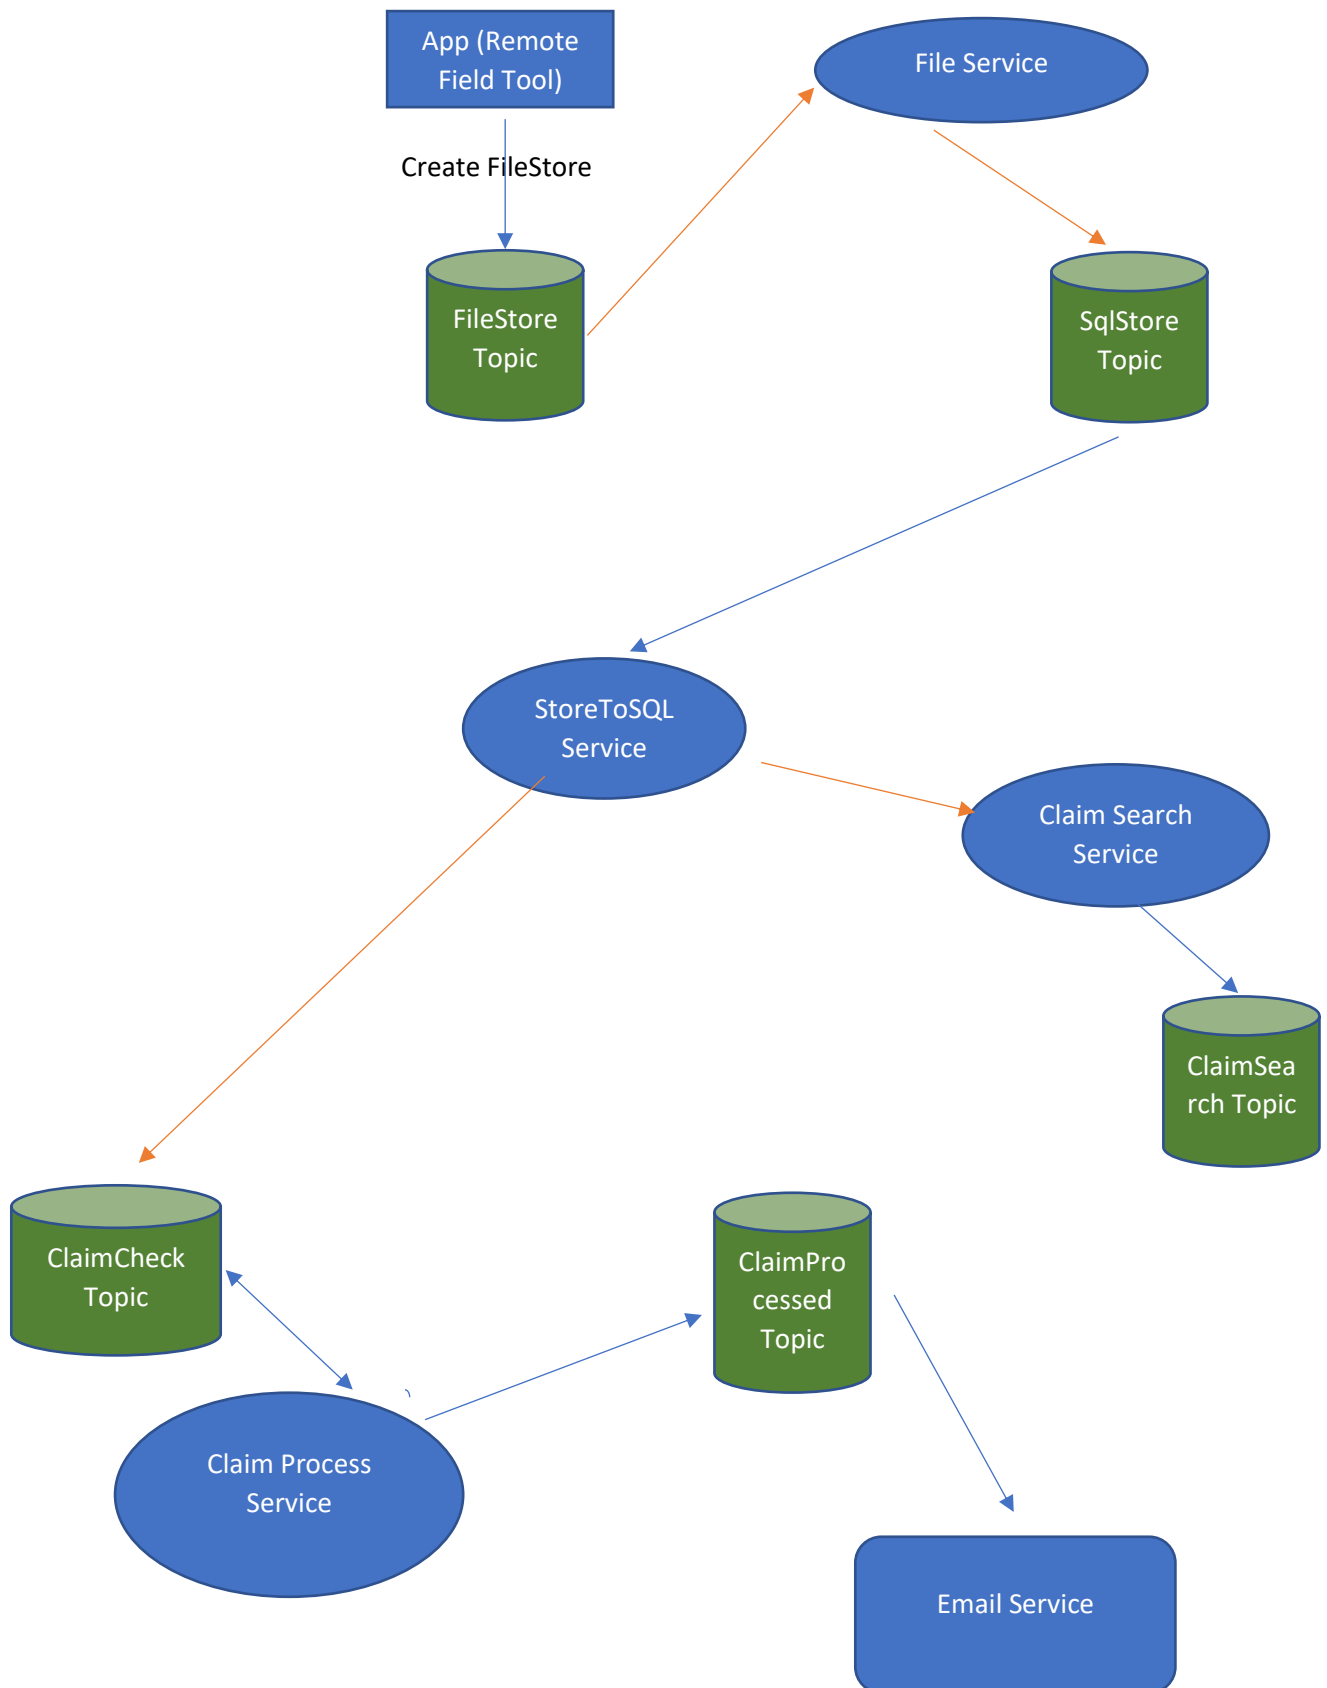 App (Remote
Field Tool)
File Service
Create FileStore
FileStore
Topic
SqlStore
Topic
StoreToSQL
Service
Claim Search
Service
ClaimSea
rch Topic
ClaimCheck
Topic
ClaimPro
cessed
Topic
Claim Process
Service
Email Service